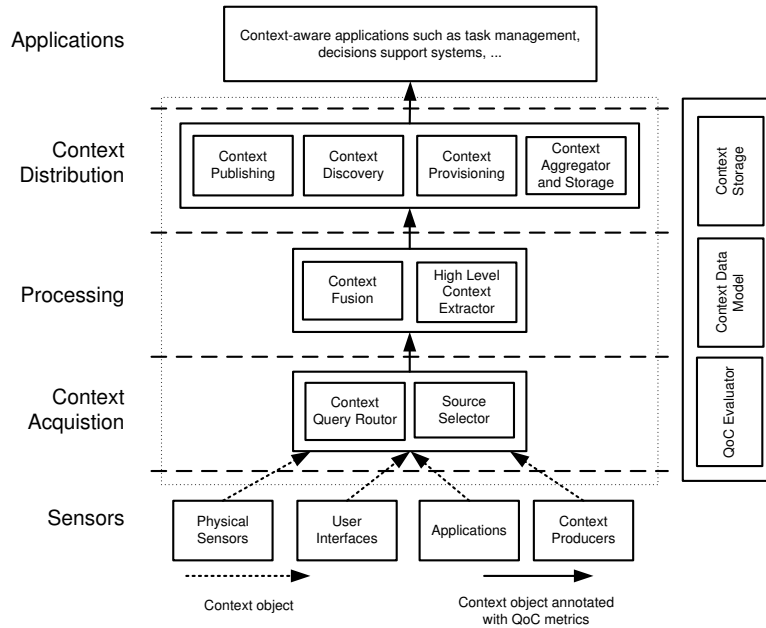 Applications
Context-aware applications such as task management,
decisions support systems, ...
Context
Distribution
Context
Publishing
Context
Discovery
Context
Provisioning
Context
Aggregator
and Storage
Processing
Context
Fusion
High Level
Context
Extractor
Context
Acquistion
Context
Query Routor
Source
Selector
Sensors
Physical
Sensors
User
Interfaces
Applications
Context
Producers
Context object
Context object annotated
with QoC metrics
Context
Storage
Context Data
Model
QoC Evaluator